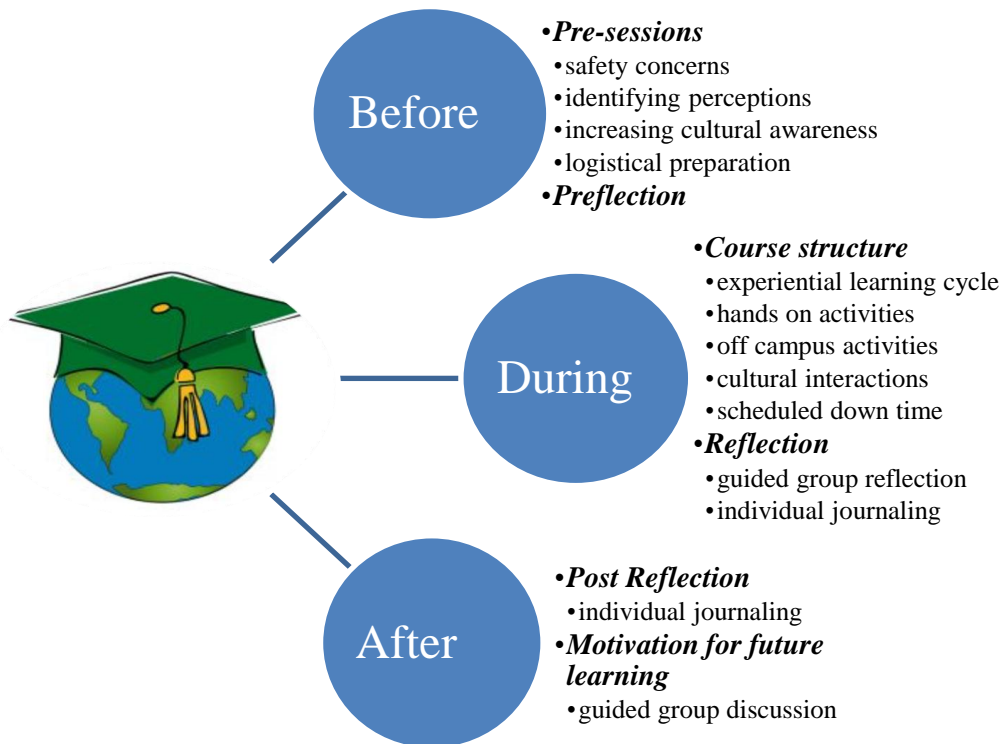 Before
•Pre-sessions
•safety concerns
•identifying perceptions
•increasing cultural awareness
•logistical preparation
•Preflection
During
•Course structure
•experiential learning cycle
•hands on activities
•off campus activities
•cultural interactions
•scheduled down time
•Reflection
•guided group reflection
•individual journaling
After
•Post Reflection
•individual journaling
•Motivation for future
learning
•guided group discussion